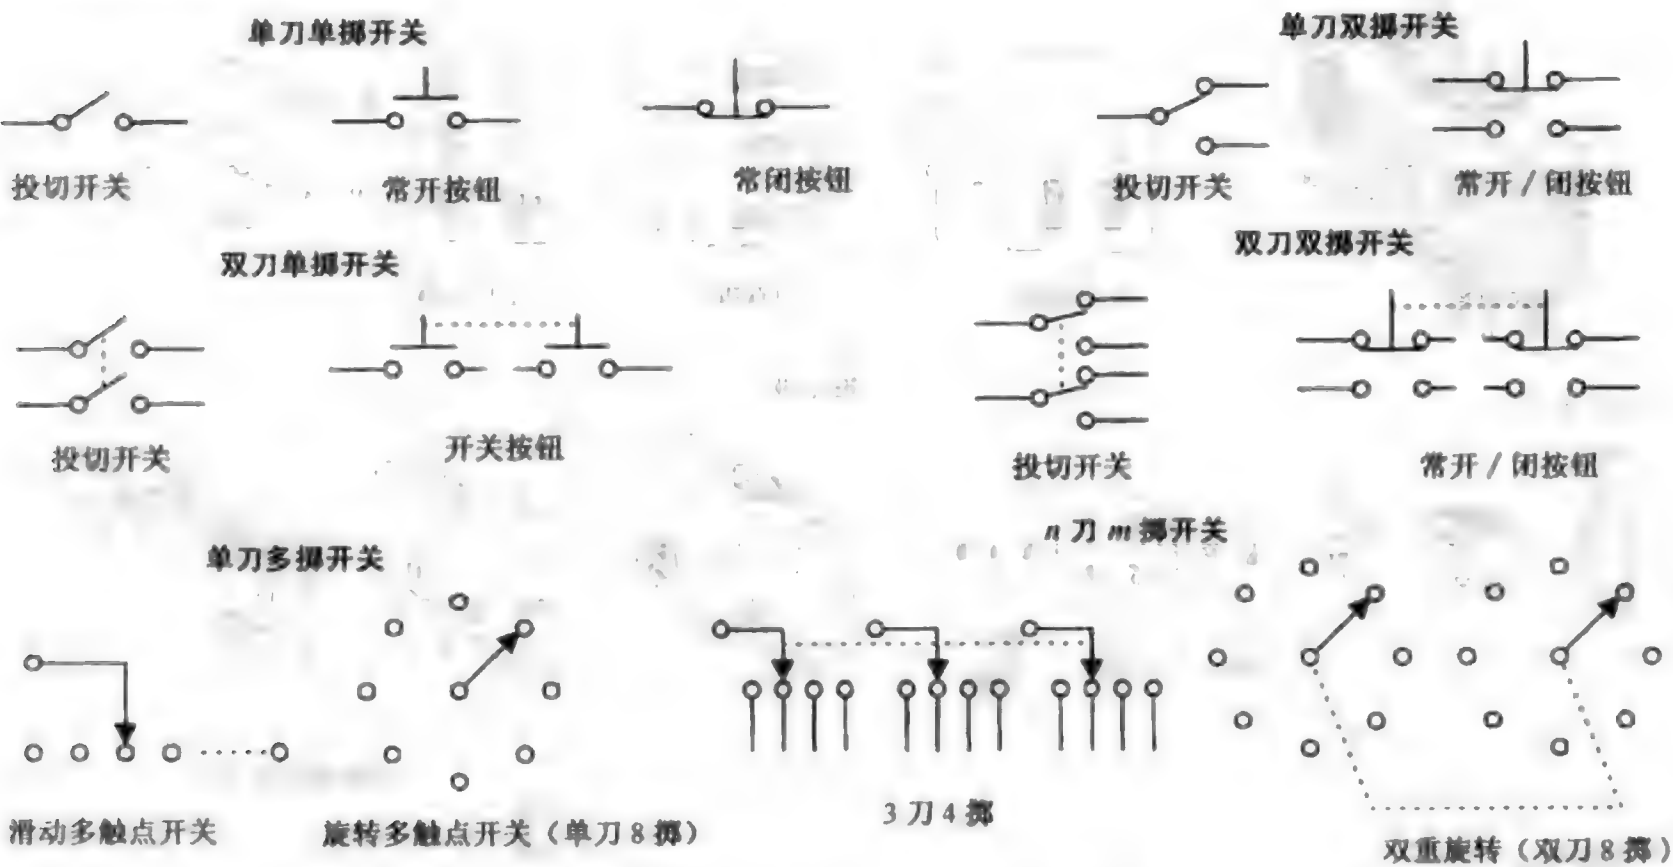 单刀单掷开关
单刀双掷开关
投切开关
常开按钮
常闭按钮
投切开关
常开/闭按钮
双刀单掷开关
双刀双掷开关
投切开关
开关按钮
投切开关
常开/闭按钮
单刀多掷开关
n 刀 m 掷开关
滑动多触点开关
旋转多触点开关(单刀8掷)
3刀4掷
双重旋转(双刀8掷)